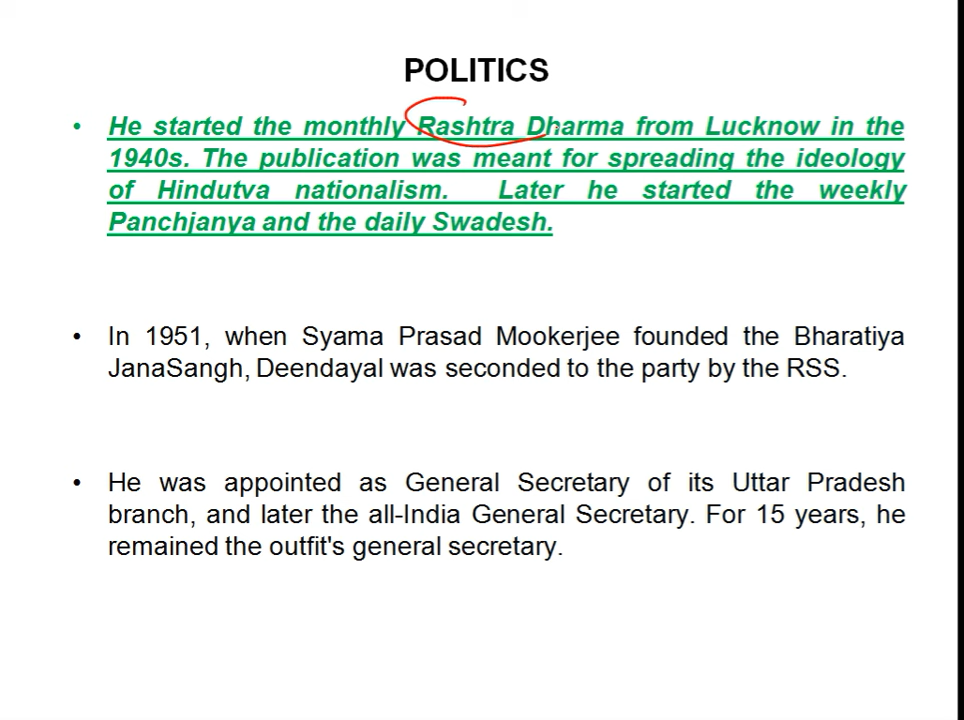 POLITICS
• He started the monthly Rashtra Dharma from Lucknow in the
1940s. The publication was meant for spreading the ideology
of Hindutva nationalism. Later he started the weekly
Panchjanya and the daily Swadesh.
• In 1951, when Syama Prasad Mookerjee founded the Bharatiya
JanaSangh, Deendayal was seconded to the party by the RSS.
• He was appointed as General Secretary of its Uttar Pradesh
branch, and later the all-India General Secretary. For 15 years, he
remained the outfit's general secretary.